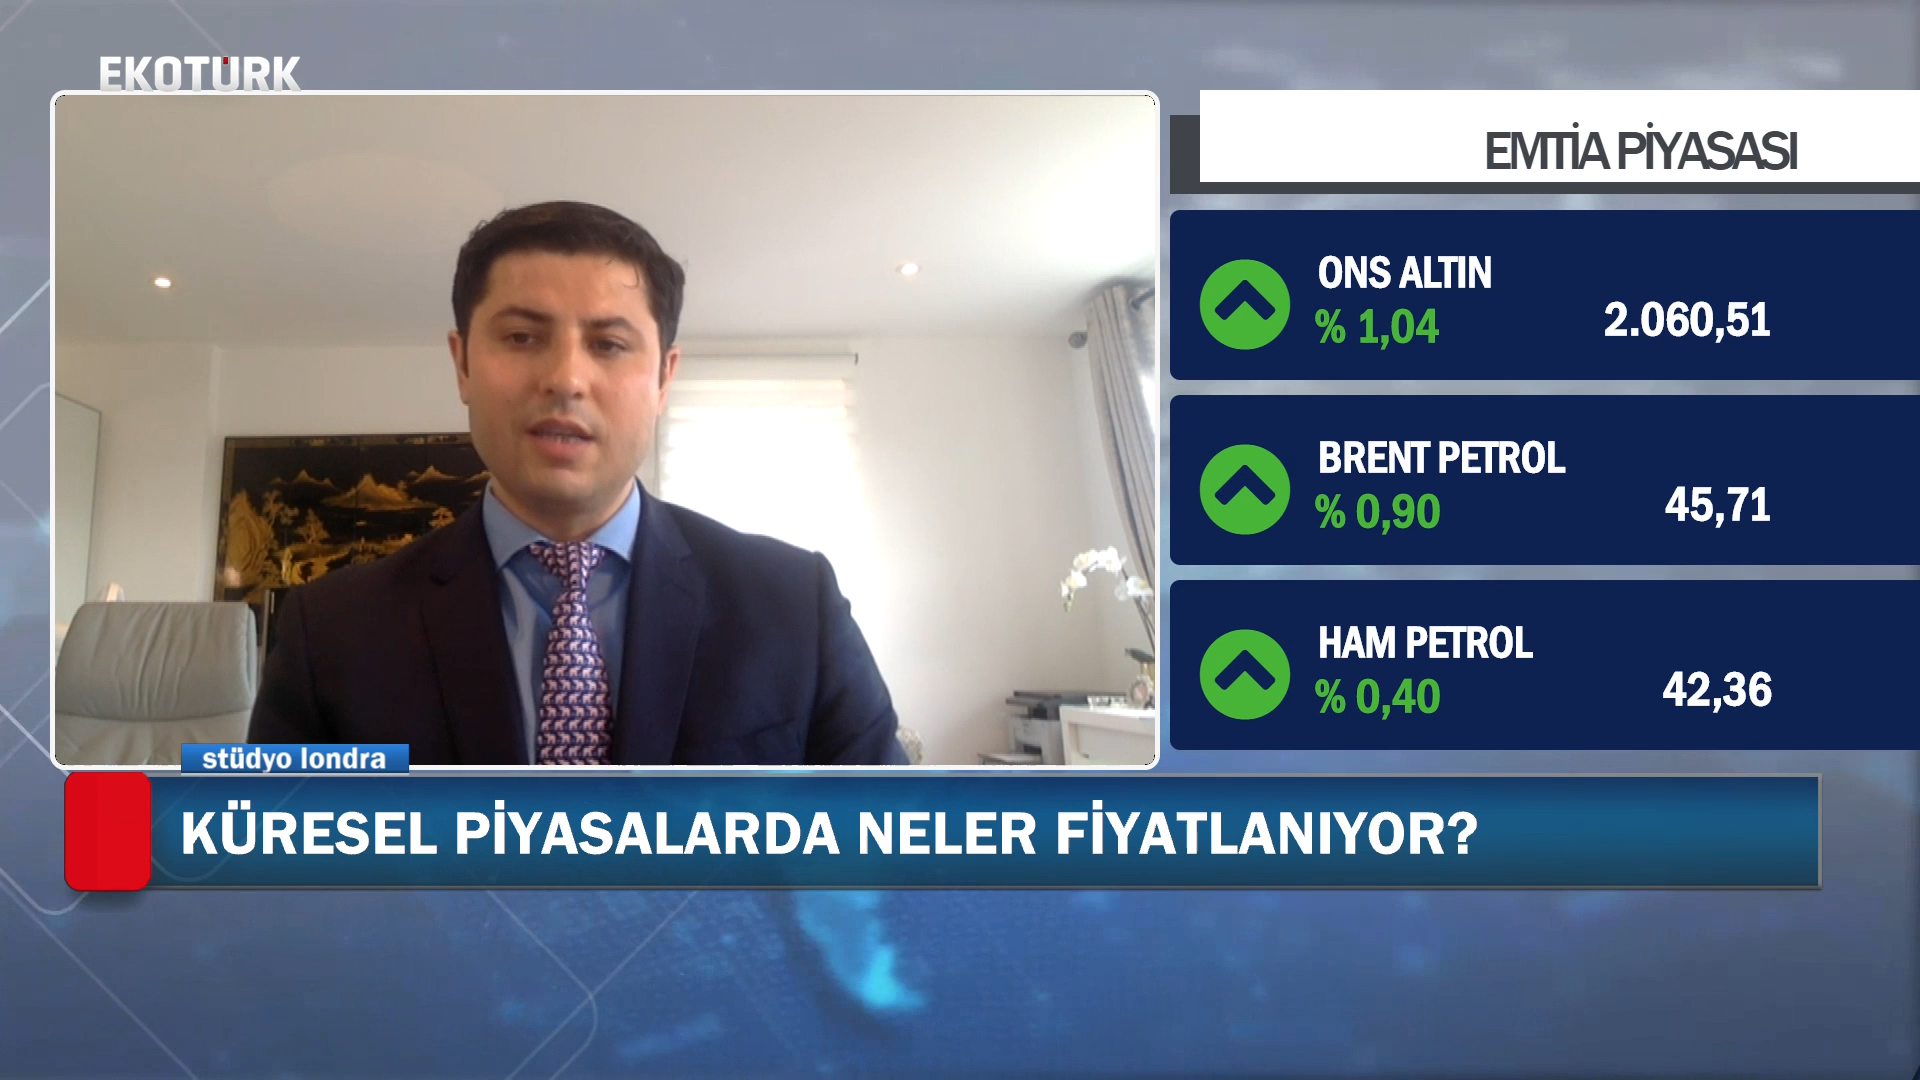 EKOTÜRK
EMTİA PİYASASI
ONS ALTIN
% 1,04
2.060,51
BRENT PETROL
% 0,90
45,71
HAM PETROL
% 0,40
42,36
stüdyo londra
KÜRESEL PİYASALARDA NELER FİYATLANIYOR?